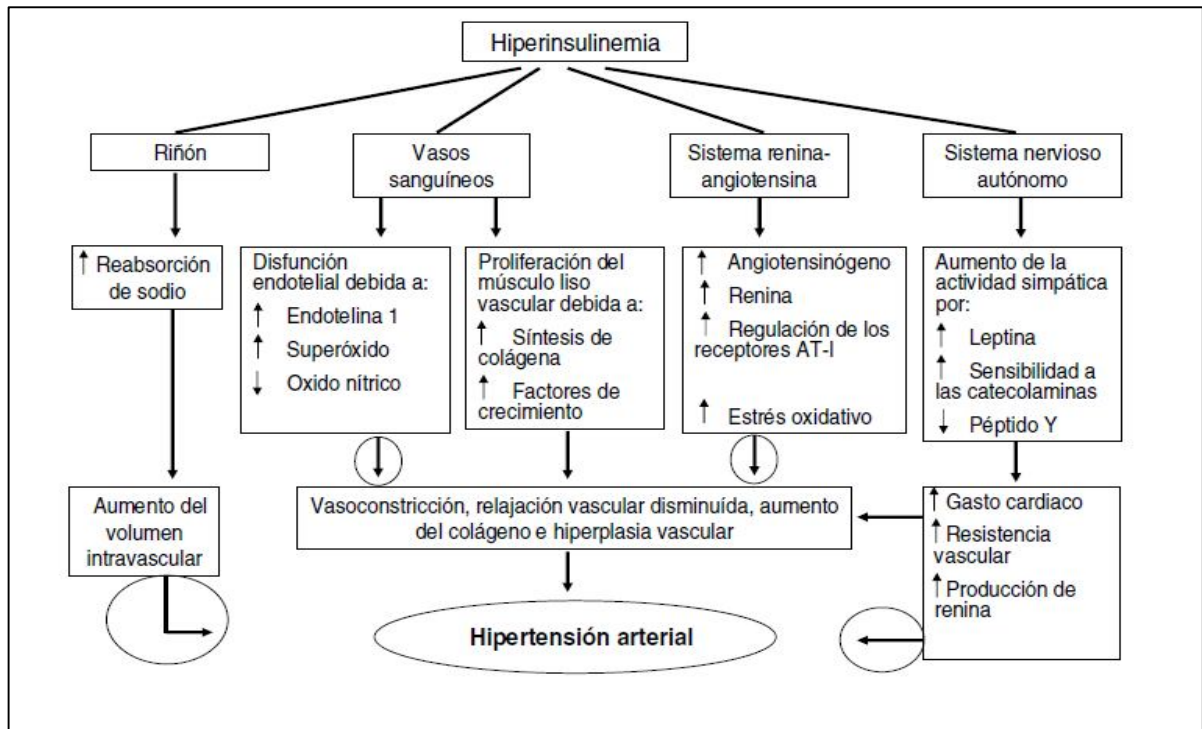 Hiperinsulinemia
Riñón
Vasos
sanguíneos
Sistema renina-
angiotensina
Sistema nervioso
autónomo
↑ Reabsorción
de sodio
Disfunción
endotelial debida a:
↑ Endotelina 1
↑ Superóxido
↓ Oxido nítrico
Proliferación del
músculo liso
vascular debida a:
↑ Síntesis de
colágena
↑ Factores de
crecimiento
↑ Angiotensinógeno
↑ Renina
↑ Regulación de los
receptores AT-I
↑ Estrés oxidativo
Aumento de la
actividad simpática
por:
↑ Leptina
↑ Sensibilidad a
las catecolaminas
↓ Péptido Y
Aumento del
volumen
intravascular
Vasoconstricción, relajación vascular disminuída, aumento
del colágeno e hiperplasia vascular
↑ Gasto cardiaco
↑ Resistencia
vascular
↑ Producción de
renina
Hipertensión arterial